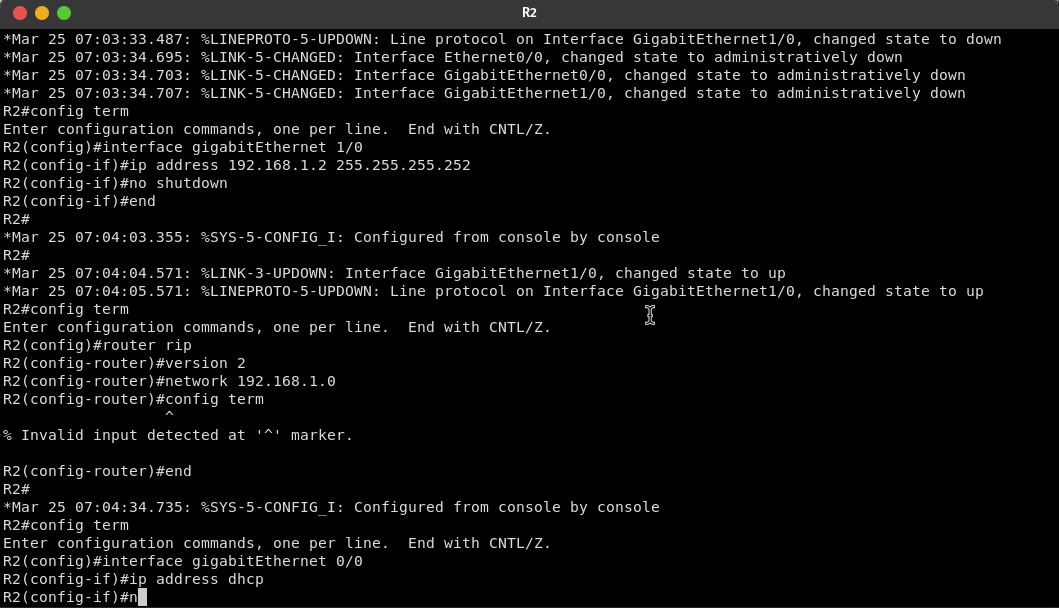 R2
*Mar 25 07:03:33.487: %LINEPROTO-5-UPDOWN: Line protocol on Interface GigabitEthernet1/0, changed state to down
*Mar 25 07:03:34.695: %LINK-5-CHANGED: Interface Ethernet0/0, changed state to administratively down
*Mar 25 07:03:34.703: %LINK-5-CHANGED: Interface GigabitEthernet0/0, changed state to administratively down
*Mar 25 07:03:34.707: %LINK-5-CHANGED: Interface GigabitEthernet1/0, changed state to administratively down
R2#config term
Enter configuration commands, one per line.  End with CNTL/Z.
R2(config)#interface gigabitEthernet 1/0
R2(config-if)#ip address 192.168.1.2 255.255.255.252
R2(config-if)#no shutdown
R2(config-if)#end
R2#
*Mar 25 07:04:03.355: %SYS-5-CONFIG_I: Configured from console by console
R2#
*Mar 25 07:04:04.571: %LINK-3-UPDOWN: Interface GigabitEthernet1/0, changed state to up
*Mar 25 07:04:05.571: %LINEPROTO-5-UPDOWN: Line protocol on Interface GigabitEthernet1/0, changed state to up
R2#config term
Enter configuration commands, one per line.  End with CNTL/Z.
R2(config)#router rip
R2(config-router)#version 2
R2(config-router)#network 192.168.1.0
R2(config-router)#config term
                  ^
% Invalid input detected at '^' marker.

R2(config-router)#end
R2#
*Mar 25 07:04:34.735: %SYS-5-CONFIG_I: Configured from console by console
R2#config term
Enter configuration commands, one per line.  End with CNTL/Z.
R2(config)#interface gigabitEthernet 0/0
R2(config-if)#ip address dhcp
R2(config-if)#n